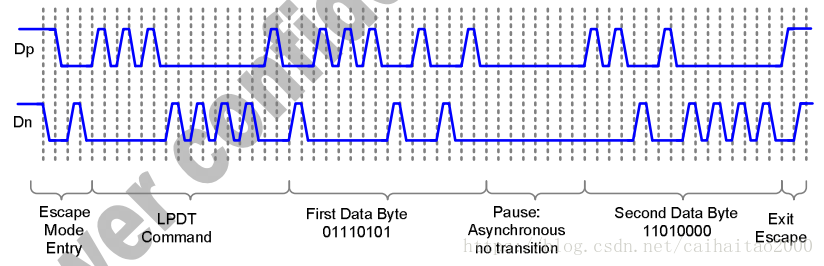 Dp
Dn
Escape
Mode
Entry
LPDT
Command
First Data Byte
01110101
Pause:
Asynchronous
no transition
Second Data Byte
11010000
Exit
Escape